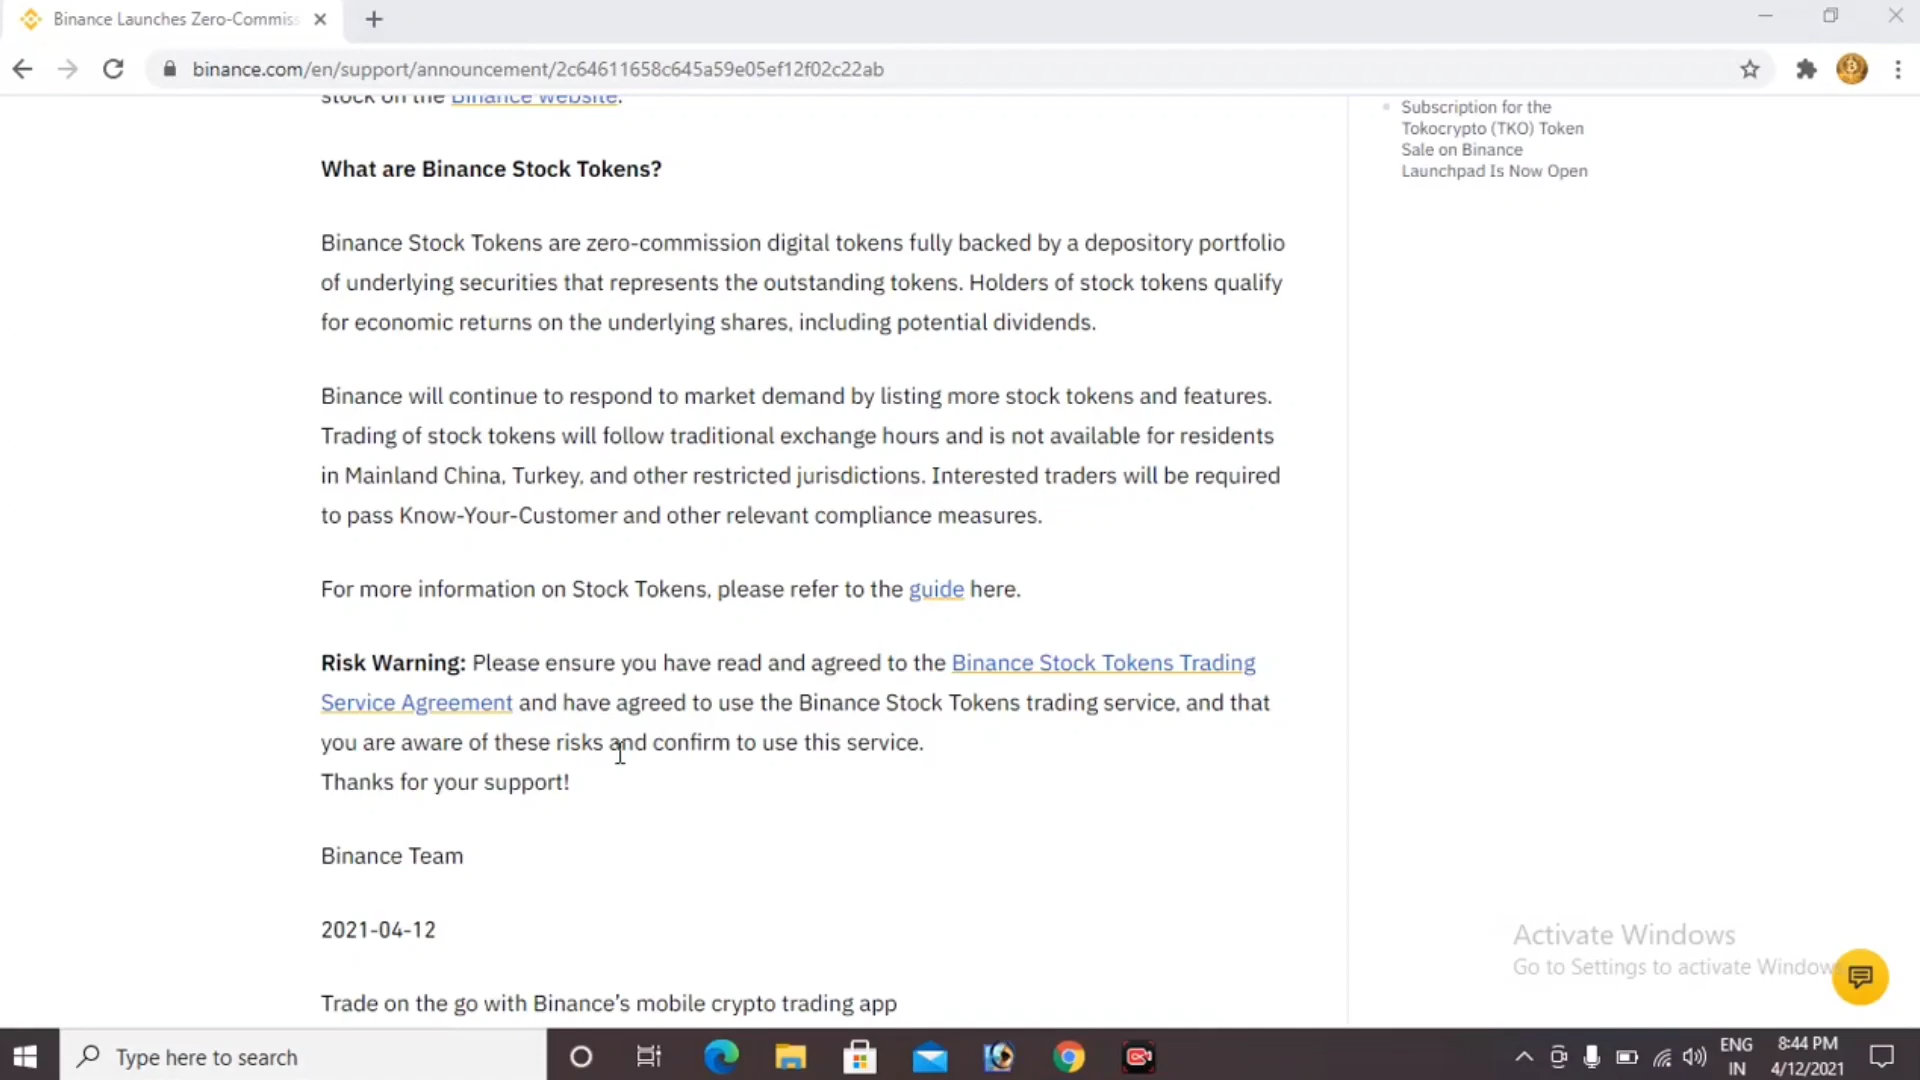 Binance Launches Zero-Commiss
binance.com/en/support/announcement/2c64611658c645a59e05ef12f02c22ab
stock on the Binance website.
What are Binance Stock Tokens?
Binance Stock Tokens are zero-commission digital tokens fully backed by a depository portfolio
of underlying securities that represents the outstanding tokens. Holders of stock tokens qualify
for economic returns on the underlying shares, including potential dividends.
Binance will continue to respond to market demand by listing more stock tokens and features.
Trading of stock tokens will follow traditional exchange hours and is not available for residents
in Mainland China, Turkey, and other restricted jurisdictions. Interested traders will be required
to pass Know-Your-Customer and other relevant compliance measures.
For more information on Stock Tokens, please refer to the guide here.
Risk Warning: Please ensure you have read and agreed to the Binance Stock Tokens Trading
Service Agreement and have agreed to use the Binance Stock Tokens trading service, and that
you are aware of these risks and confirm to use this service.
Thanks for your support!
Binance Team
2021-04-12
Trade on the go with Binance’s mobile crypto trading app
Subscription for the
Tokocrypto (TKO) Token
Sale on Binance
Launchpad Is Now Open
Activate Windows
Go to Settings to activate Window
Type here to search
ENG
IN
8:44 PM
4/12/2021